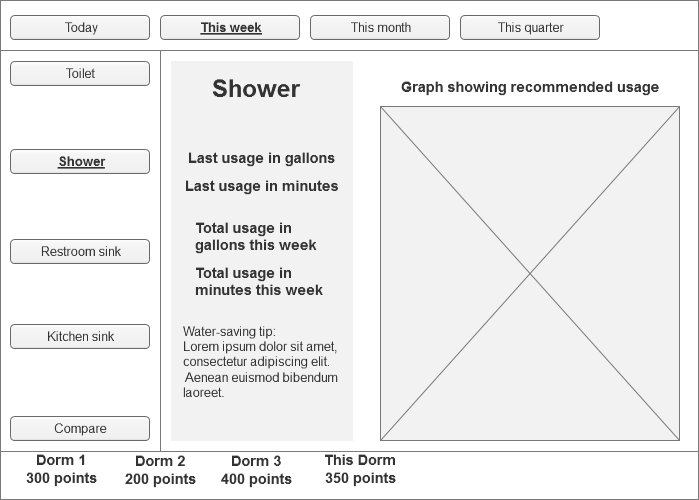 Today
This week
This month
This quarter
Toilet
Shower
Restroom sink
Kitchen sink
Compare
Shower
Last usage in gallons
Last usage in minutes
Total usage in
gallons this week
Total usage in
minutes this week
Water-saving tip:
Lorem ipsum dolor sit amet,
consectetur adipiscing elit.
Aenean euismod bibendum
laoreet.
Graph showing recommended usage
Dorm 1
300 points
Dorm 2
200 points
Dorm 3
400 points
This Dorm
350 points